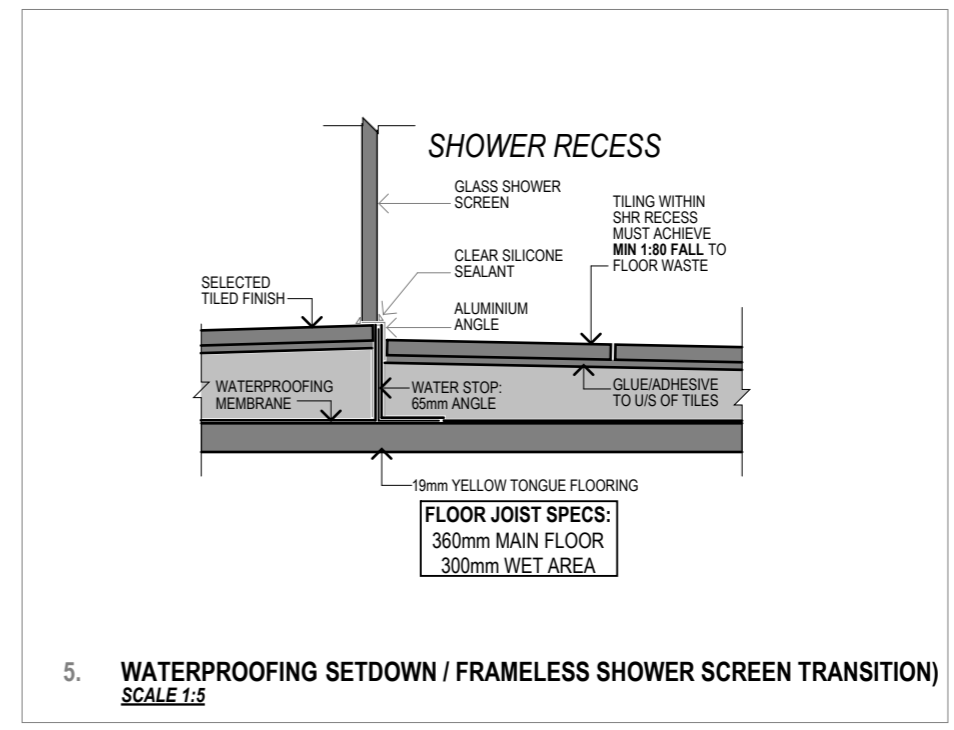 SHOWER RECESS
GLASS SHOWER
SCREEN
TILING WITHIN
SHR RECESS
MUST ACHIEVE
MIN 1:80 FALL TO
FLOOR WASTE
CLEAR SILICONE
SEALANT
SELECTED
TILED FINISH
ALUMINIUM
ANGLE
WATERPROOFING
MEMBRANE
WATER STOP:
65mm ANGLE
GLUE/ADHESIVE
TO U/S OF TILES
19mm YELLOW TONGUE FLOORING
FLOOR JOIST SPECS:
360mm MAIN FLOOR
300mm WET AREA
5. WATERPROOFING SETDOWN / FRAMELESS SHOWER SCREEN TRANSITION)
SCALE 1:5